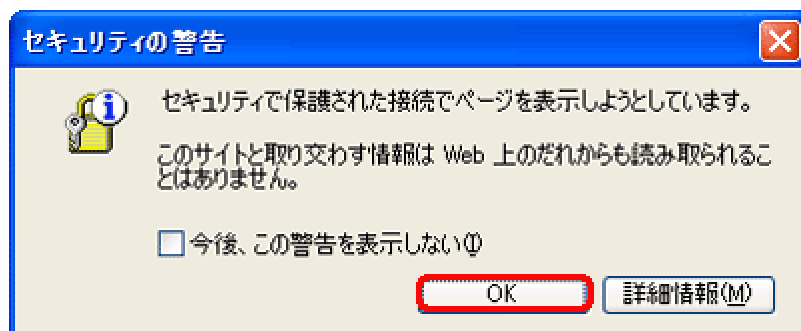 セキュリティの警告
セキュリティで保護された接続でページを表示しようとしています。
このサイトと取り交わす情報は Web 上のだれからも読み取られるこ
とはありません。
今後、この警告を表示しない(I)
OK 詳細情報(M)